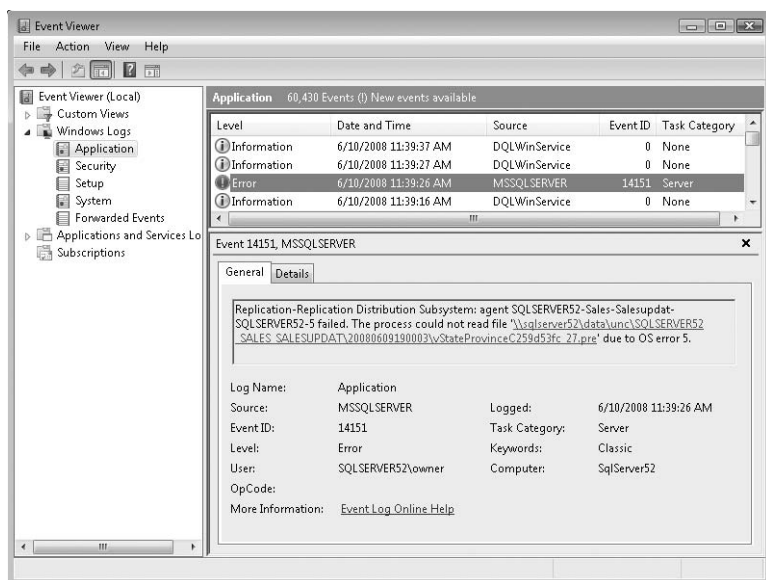 Event Viewer
File Action View Help
Event Viewer (Local)
Custom Views
Windows Logs
Application
Security
Setup
System
Forwarded Events
Applications and Services Lo
Subscriptions
Application 60,430 Events (!) New events available
Level Date and Time Source Event ID Task Category
Information 6/10/2008 11:39:37 AM DQLWinService 0 None
Information 6/10/2008 11:39:27 AM DQLWinService 0 None
Error 6/10/2008 11:39:26 AM MSSQLSERVER 14151 Server
Information 6/10/2008 11:39:16 AM DQLWinService 0 None
Event 14151, MSSQLSERVER
General Details
Replication-Replication Distribution Subsystem: agent SQLSERVER52-Sales-Salesupdat-
SQLSERVER52-5 failed. The process could not read file '\\sqlserver52\data\unc\SQLSERVER52
_SALES_SALESUPDAT\20080609190003\vStateProvinceC259d53fc_27.pre' due to OS error 5.
Log Name: Application
Source: MSSQLSERVER Logged: 6/10/2008 11:39:26 AM
Event ID: 14151 Task Category: Server
Level: Error Keywords: Classic
User: SQLSERVER52\owner Computer: SqlServer52
OpCode:
More Information: Event Log Online Help